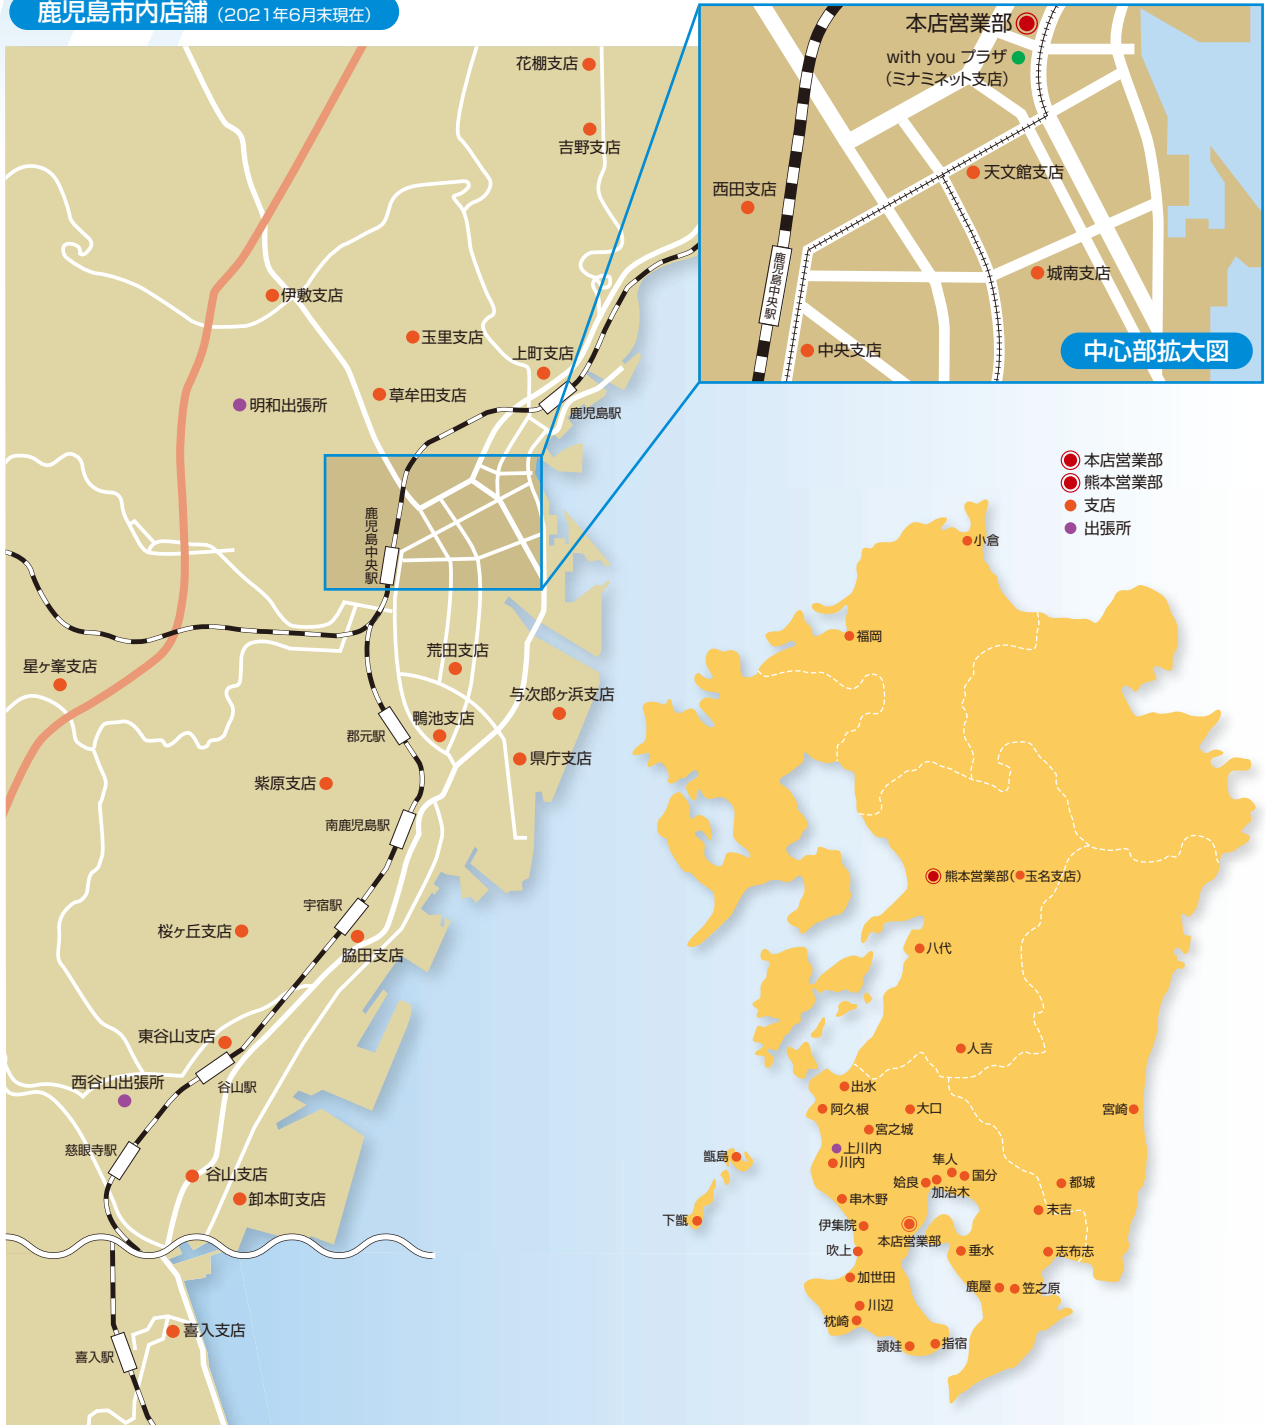 鹿児島市内店舗（2021年6月末現在）
花棚支店
吉野支店
伊敷支店
玉里支店
上町支店
草牟田支店
明和出張所
鹿児島駅
鹿児島中央駅
星ヶ峯支店
荒田支店
与次郎ヶ浜支店
鴨池支店
郡元駅
県庁支店
紫原支店
南鹿児島駅
宇宿駅
桜ヶ丘支店
脇田支店
東谷山支店
西谷山出張所
谷山駅
慈眼寺駅
谷山支店
卸本町支店
喜入支店
喜入駅
本店営業部
with you プラザ
（ミナミネット支店）
天文館支店
西田支店
鹿児島中央駅
城南支店
中央支店
中心部拡大図
本店営業部
熊本営業部
支店
出張所
小倉
福岡
熊本営業部（玉名支店）
八代
人吉
出水
阿久根
大口
宮崎
宮之城
上川内
川内
甑島
隼人
国分
姶良
加治木
都城
串木野
末吉
下甑
伊集院
本店営業部
吹上
垂水
志布志
加世田
鹿屋
笠之原
川辺
枕崎
頴娃
指宿